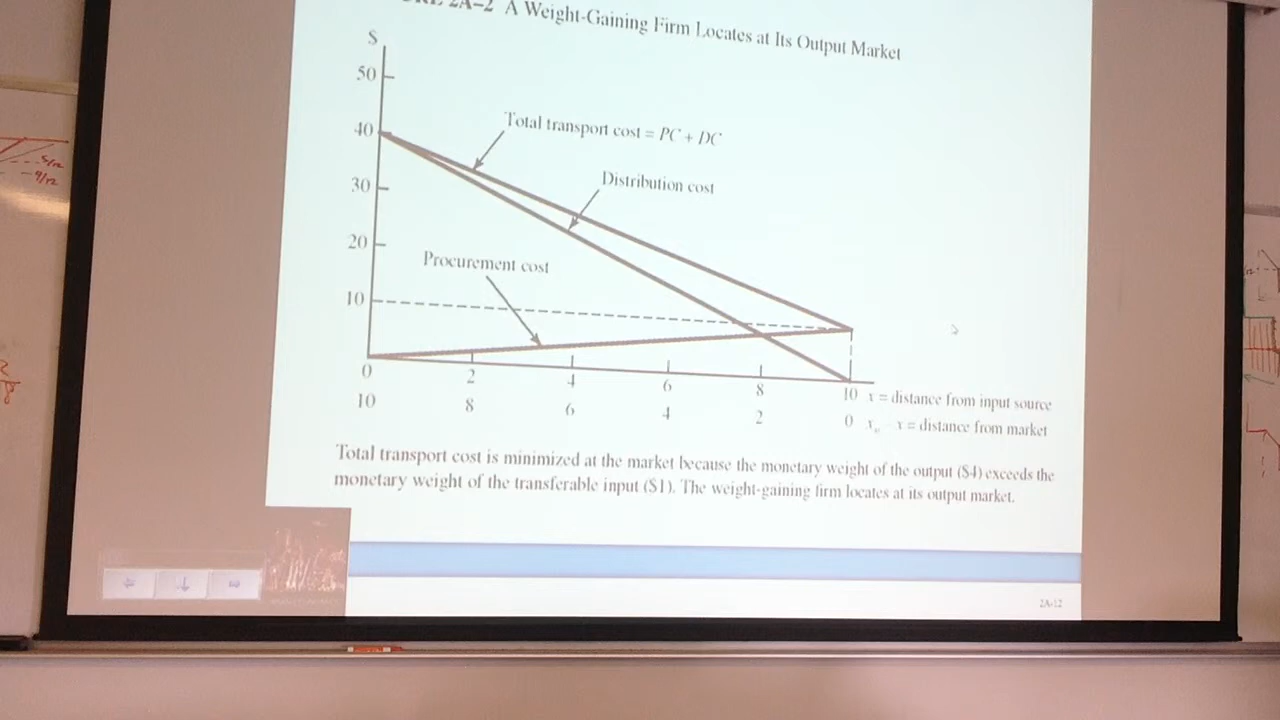 2A–2 A Weight-Gaining Firm Locates at Its Output Market
$
50
40
30
20
10
Total transport cost = PC + DC
Distribution cost
Procurement cost
0 2 4 6 8 10 x = distance from input source
10 8 6 4 2 0 x = distance from market
Total transport cost is minimized at the market because the monetary weight of the output ($4) exceeds the
monetary weight of the transferable input ($1). The weight-gaining firm locates at its output market.
2A-12
5/12
9/12